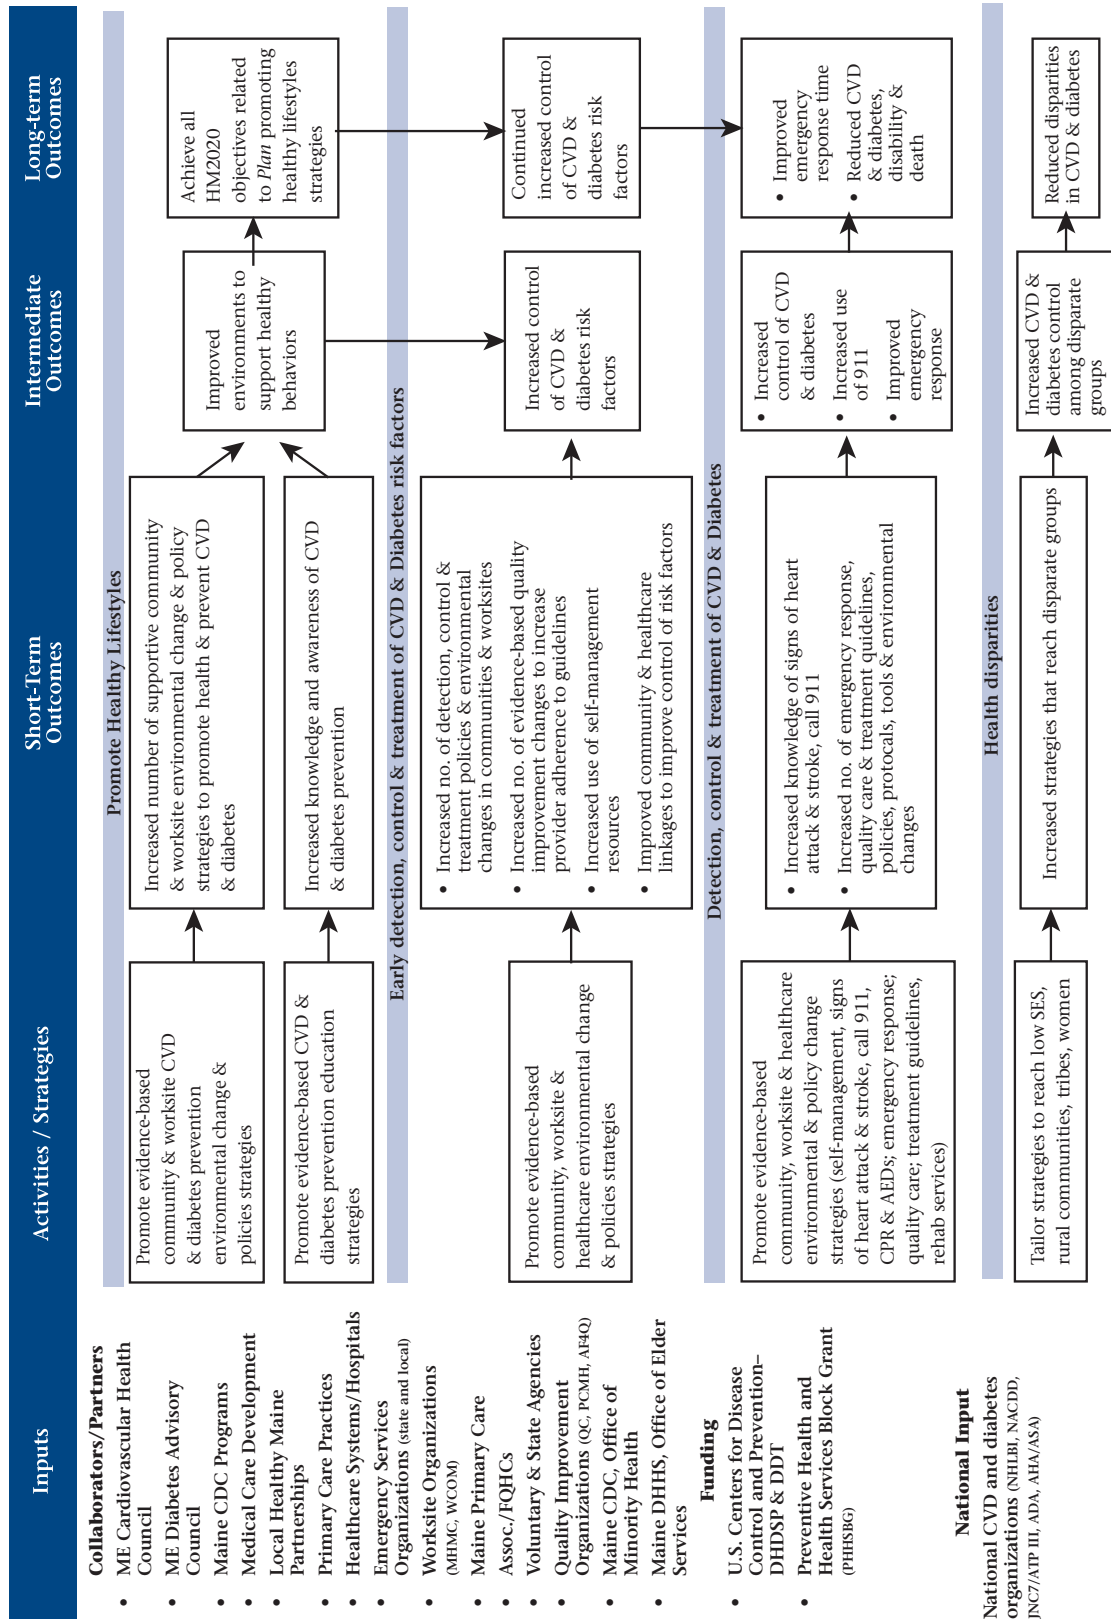 Inputs
Activities / Strategies
Short-Term
Outcomes
Intermediate
Outcomes
Long-term
Outcomes
Collaborators/Partners
• ME Cardiovascular Health
Council
• ME Diabetes Advisory
Council
• Maine CDC Programs
• Medical Care Development
• Local Healthy Maine
Partnerships
• Primary Care Practices
• Healthcare Systems/Hospitals
• Emergency Services
Organizations (state and local)
• Worksite Organizations
(MHMC, WCOM)
• Maine Primary Care
• Assoc./FQHCs
• Voluntary & State Agencies
• Quality Improvement
Organizations (QC, PCMH, AF4Q)
• Maine CDC, Office of
Minority Health
• Maine DHHS, Office of Elder
Services
Funding
• U.S. Centers for Disease
Control and Prevention–
DHDSP & DDT
• Preventive Health and
Health Services Block Grant
(PHHSBG)
National Input
National CVD and diabetes
organizations (NHLBI, NACDD,
JNC7/ATP III, ADA, AHA/ASA)
Promote Healthy Lifestyles
Promote evidence-based
community & worksite CVD
& diabetes prevention
environmental change &
policies strategies
Increased number of supportive community
& worksite environmental change & policy
strategies to promote health & prevent CVD
& diabetes
Promote evidence-based CVD &
diabetes prevention education
strategies
Increased knowledge and awareness of CVD
& diabetes prevention
Improved
environments to
support healthy
behaviors
Achieve all
HM2020
objectives related
to Plan promoting
healthy lifestyles
strategies
Early detection, control & treatment of CVD & Diabetes risk factors
Promote evidence-based
community, worksite &
healthcare environmental change
& policies strategies
• Increased no. of detection, control &
treatment policies & environmental
changes in communities & worksites
• Increased no. of evidence-based quality
improvement changes to increase
provider adherence to guidelines
• Increased use of self-management
resources
• Improved community & healthcare
linkages to improve control of risk factors
Increased control
of CVD &
diabetes risk
factors
Continued
increased control
of CVD &
diabetes risk
factors
Detection, control & treatment of CVD & Diabetes
Promote evidence-based
community, worksite & healthcare
environmental & policy change
strategies (self-management, signs
of heart attack & stroke, call 911,
CPR & AEDs; emergency response;
quality care; treatment guidelines,
rehab services)
• Increased knowledge of signs of heart
attack & stroke, call 911
• Increased no. of emergency response,
quality care & treatment quidelines,
policies, protocals, tools & environmental
changes
• Increased
control of CVD
& diabetes
• Increased use
of 911
• Improved
emergency
response
• Improved
emergency
response time
• Reduced CVD
& diabetes,
disability &
death
Health disparities
Tailor strategies to reach low SES,
rural communities, tribes, women
Increased strategies that reach disparate groups
Increased CVD &
diabetes control
among disparate
groups
Reduced disparities
in CVD & diabetes